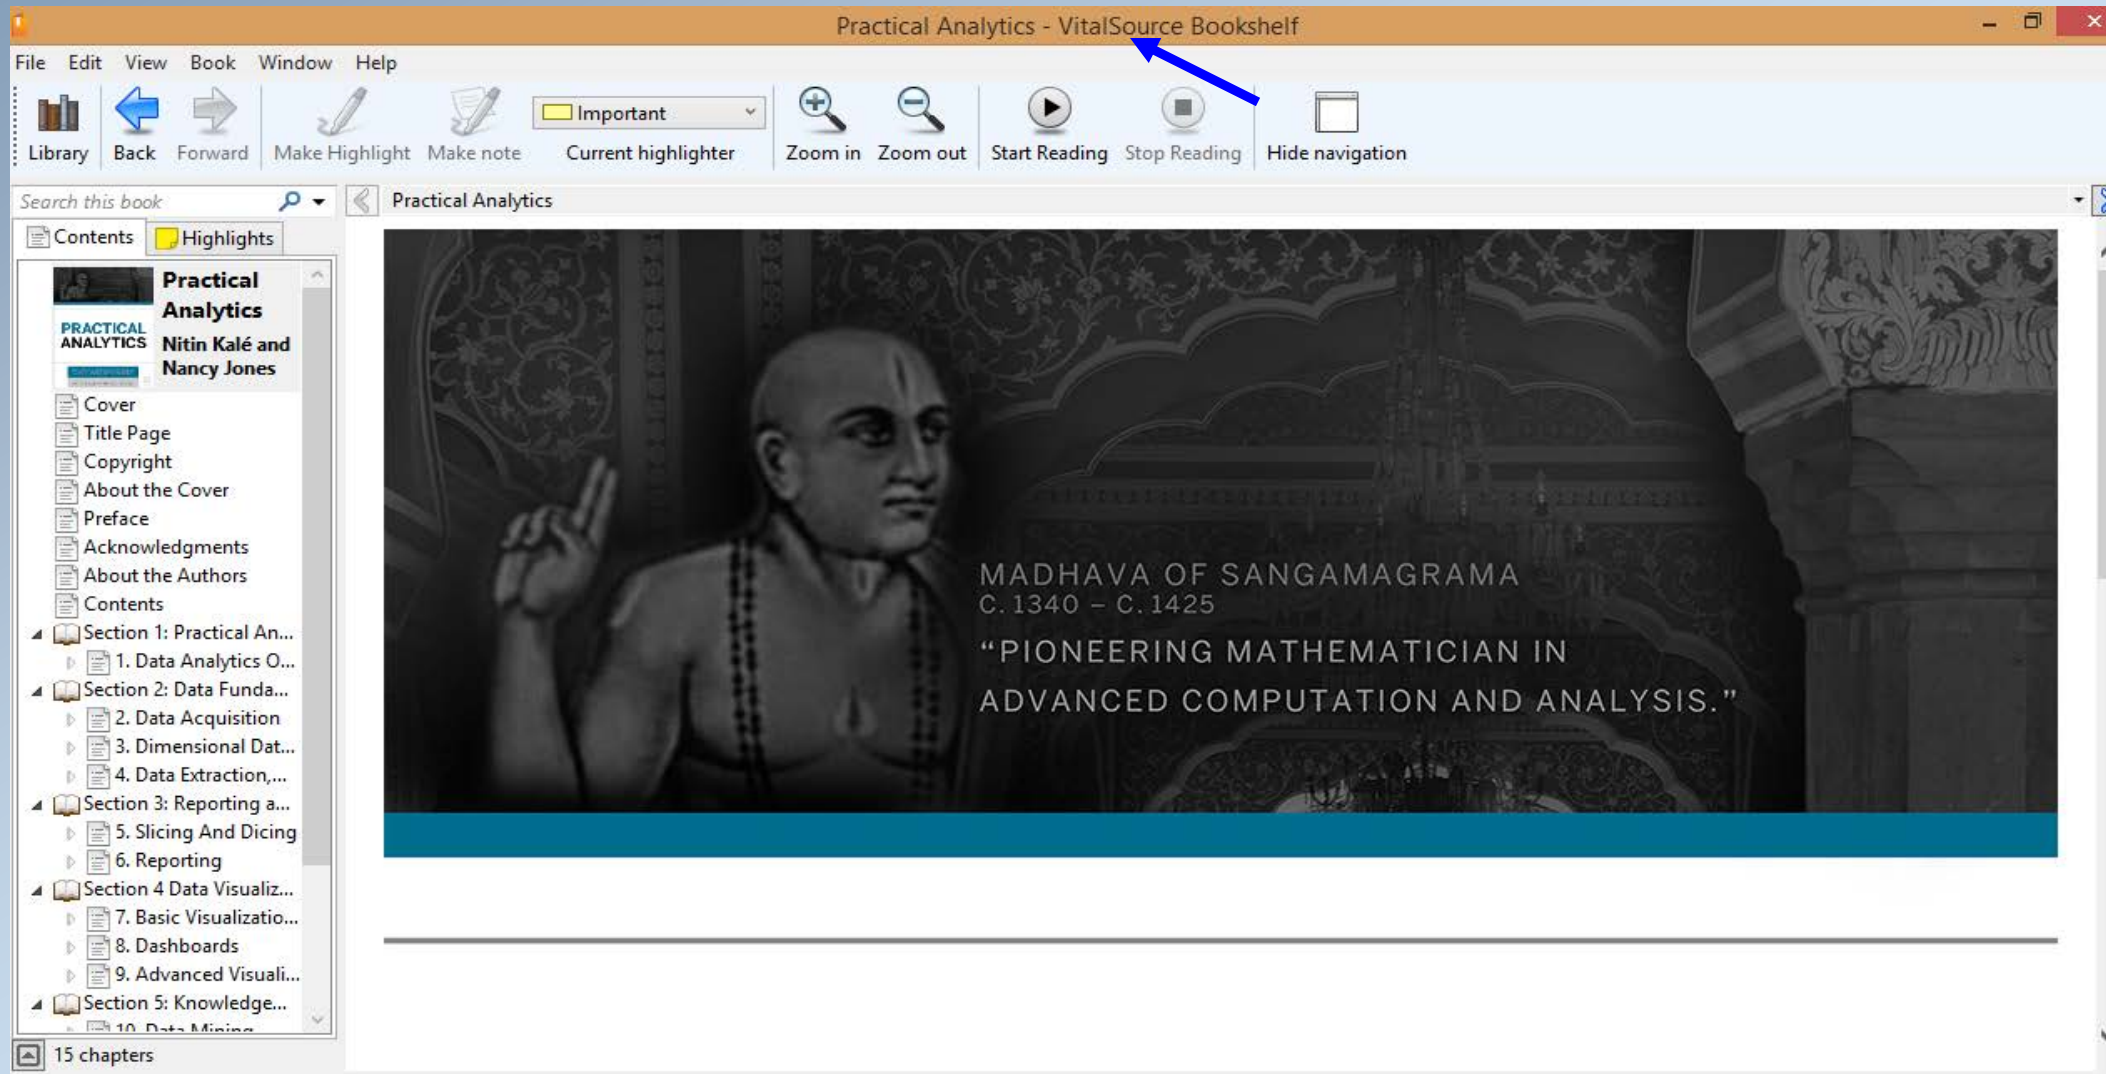 Practical Analytics - VitalSource Bookshelf
File Edit View Book Window Help
Library Back Forward Make Highlight Make note Important Current highlighter Zoom in Zoom out Start Reading Stop Reading Hide navigation
Search this book
Practical Analytics
Contents Highlights
Practical
Analytics
Nitin Kalé and
Nancy Jones
PRACTICAL
ANALYTICS
Cover
Title Page
Copyright
About the Cover
Preface
Acknowledgments
About the Authors
Contents
Section 1: Practical An...
1. Data Analytics O...
Section 2: Data Funda...
2. Data Acquisition
3. Dimensional Dat...
4. Data Extraction,...
Section 3: Reporting a...
5. Slicing And Dicing
6. Reporting
Section 4 Data Visualiz...
7. Basic Visualizatio...
8. Dashboards
9. Advanced Visuali...
Section 5: Knowledge...
10. Data Mining
15 chapters
MADHAVA OF SANGAMAGRAMA
C. 1340 – C. 1425
“PIONEERING MATHEMATICIAN IN
ADVANCED COMPUTATION AND ANALYSIS.”